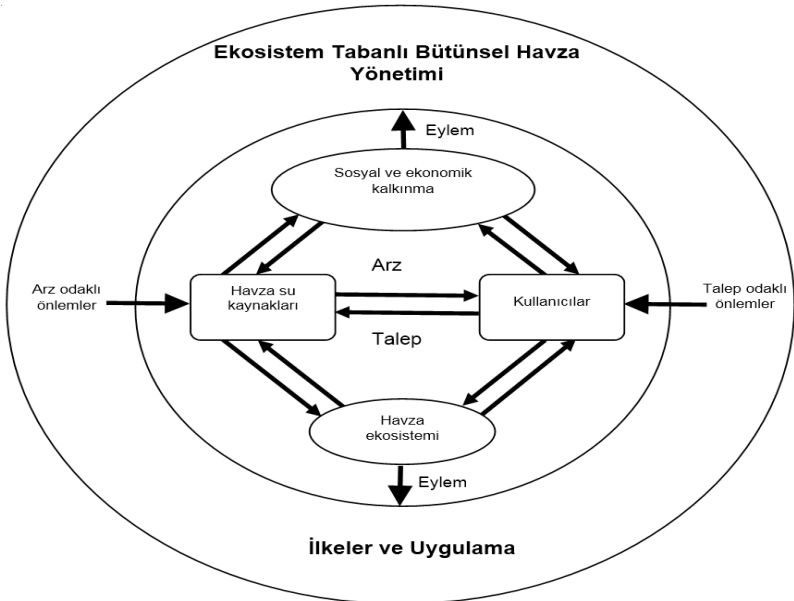 Ekosistem Tabanlı Bütünsel Havza
Yönetimi
Eylem
Sosyal ve ekonomik
kalkınma
Arz
Arz odaklı
önlemler
Havza su
kaynakları
Kullanıcılar
Talep odaklı
önlemler
Talep
Havza
ekosistemi
Eylem
İlkeler ve Uygulama